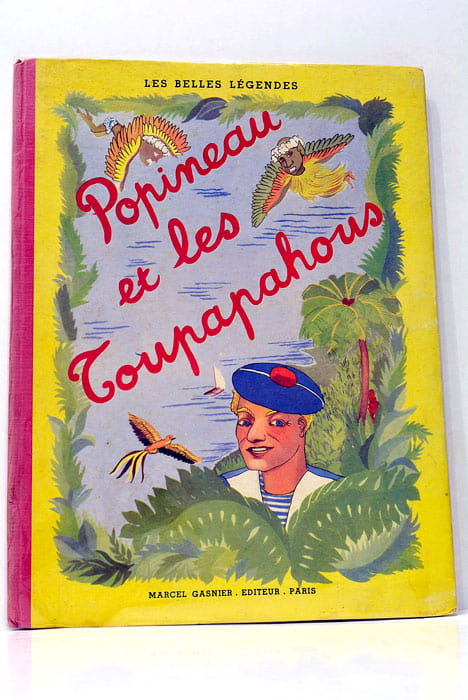 LES BELLES LÉGENDES
Popineau
et les
Toupapahous
MARCEL GASNIER . EDITEUR . PARIS